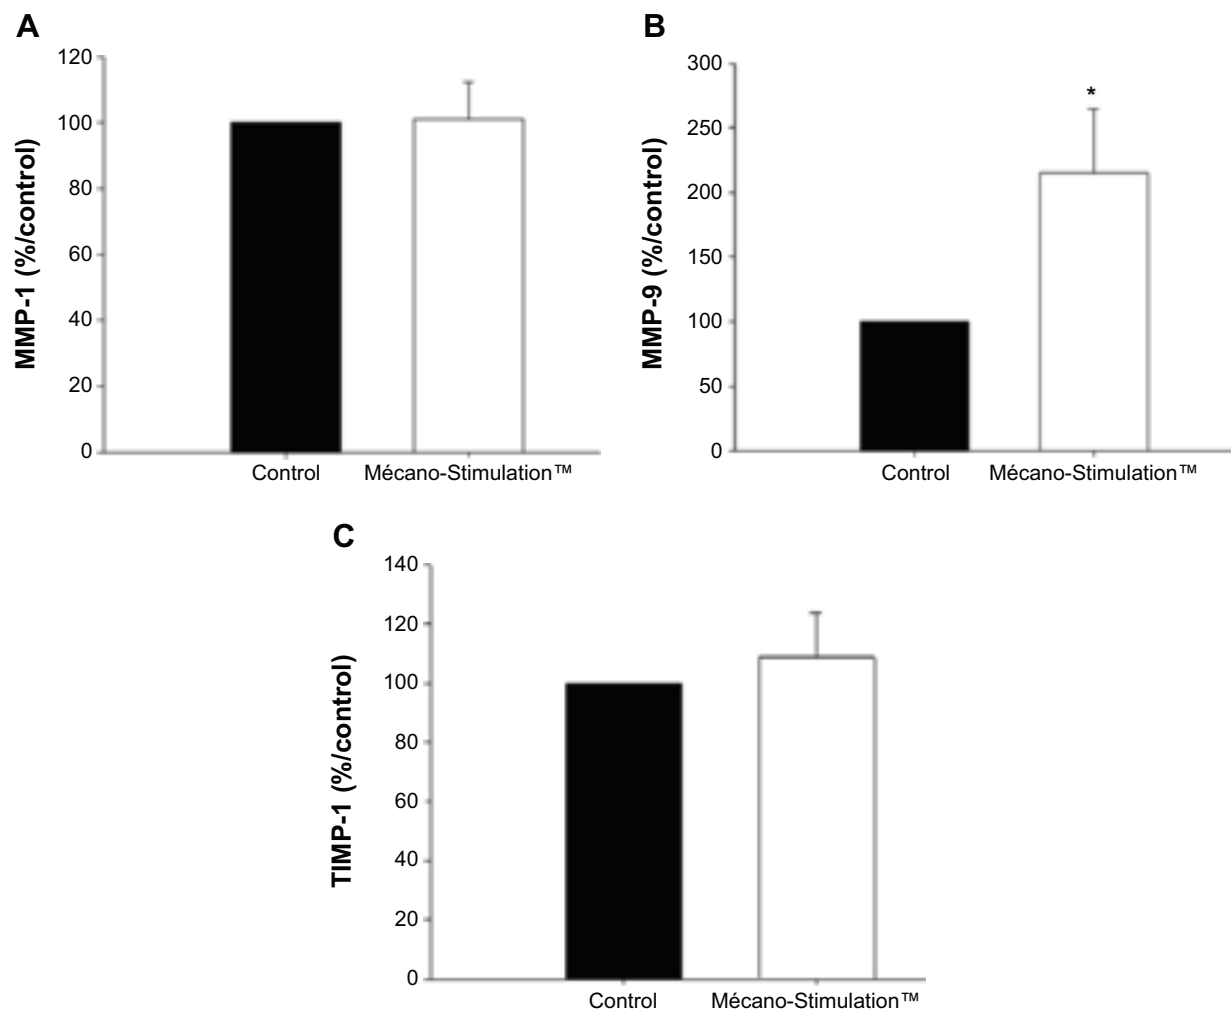 A
MMP-1 (%/control)
120
100
80
60
40
20
0
Control
Mécano-Stimulation™
B
MMP-9 (%/control)
300
250
200
150
100
50
0
*
Control
Mécano-Stimulation™
C
TIMP-1 (%/control)
140
120
100
80
60
40
20
0
Control
Mécano-Stimulation™